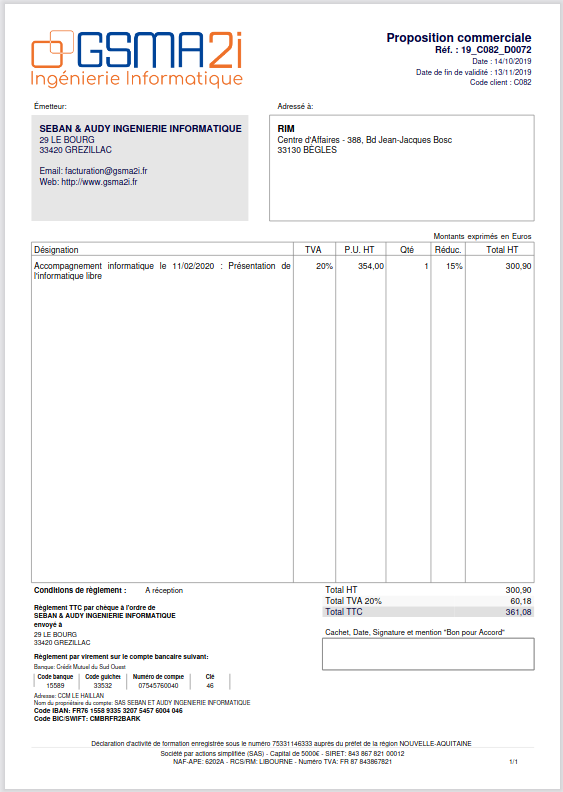 GSMA2i
Ingénierie Informatique
Proposition commerciale
Réf. : 19_C082_D0072
Date : 14/10/2019
Date de fin de validité : 13/11/2019
Code client : C082
Émetteur:
SEBAN & AUDY INGENIERIE INFORMATIQUE
29 LE BOURG
33420 GREZILLAC
Email: facturation@gsma2i.fr
Web: http://www.gsma2i.fr
Adressé à:
RIM
Centre d'Affaires - 388, Bd Jean-Jacques Bosc
33130 BÈGLES
Montants exprimés en Euros
Désignation TVA P.U. HT Qté Réduc. Total HT
Accompagnement informatique le 11/02/2020 : Présentation de 20% 354,00 1 15% 300,90
l'informatique libre
Conditions de règlement : A réception
Règlement TTC par chèque à l'ordre de
SEBAN & AUDY INGENIERIE INFORMATIQUE
envoyé à
29 LE BOURG
33420 GREZILLAC
Règlement par virement sur le compte bancaire suivant:
Banque: Crédit Mutuel du Sud Ouest
Code banque Code guichet Numéro de compte Clé
15589 33532 07545760040 46
Adresse: CCM LE HAILLAN
Nom du propriétaire du compte: SAS SEBAN ET AUDY INGENIERIE INFORMATIQUE
Code IBAN: FR76 1558 9335 3207 5457 6004 046
Code BIC/SWIFT: CMBRFR2BARK
Total HT 300,90
Total TVA 20% 60,18
Total TTC 361,08
Cachet, Date, Signature et mention "Bon pour Accord"
Déclaration d'activité de formation enregistrée sous le numéro 75331146333 auprès du préfet de la région NOUVELLE-AQUITAINE
Société par actions simplifiée (SAS) - Capital de 5000€ - SIRET: 843 867 821 00012
NAF-APE: 6202A - RCS/RM: LIBOURNE - Numéro TVA: FR 87 843867821
1/1